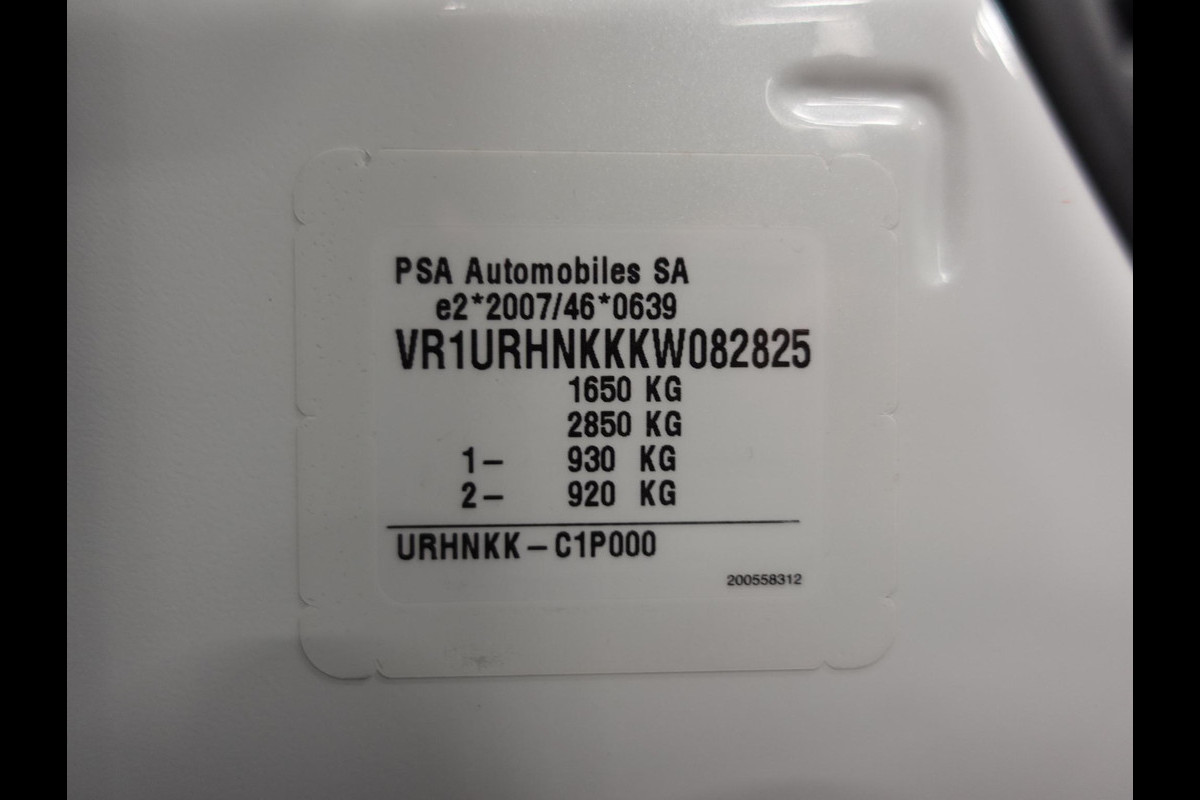 PSA Automobiles SA
e2*2007/46*0639
VR1URHNKKKW082825
1650 KG
2850 KG
1- 930 KG
2- 920 KG
URHNKK-C1P000
200558312